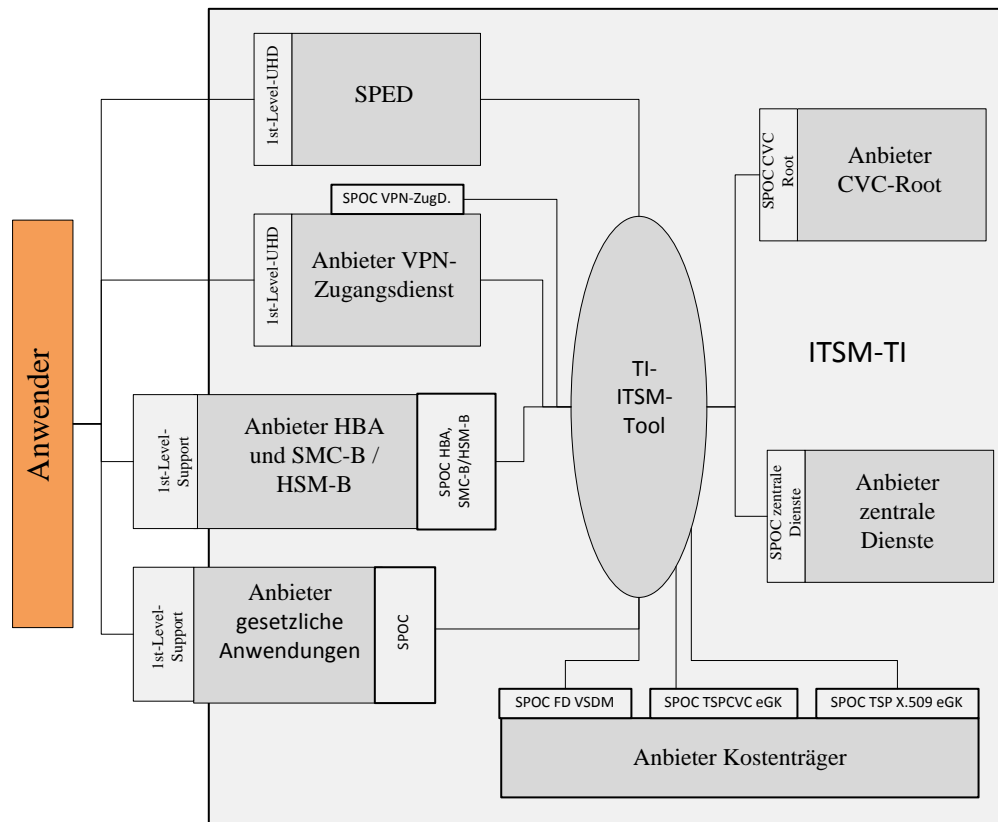 1st-Level-UHD
SPED
SPOC VPN-ZugD.
1st-Level-UHD
Anbieter VPN-
Zugangsdienst
Anwender
1st-Level-
Support
Anbieter HBA
und SMC-B /
HSM-B
SPOC HBA,
SMC-B/HSM-B
1st-Level-
Support
Anbieter
gesetzliche
Anwendungen
SPOC
TI-
ITSM-
Tool
SPOC CVC
Root
Anbieter
CVC-Root
ITSM-TI
SPOC zentrale
Dienste
Anbieter
zentrale
Dienste
SPOC FD VSDM
SPOC TSPCVC eGK
SPOC TSP X.509 eGK
Anbieter Kostenträger